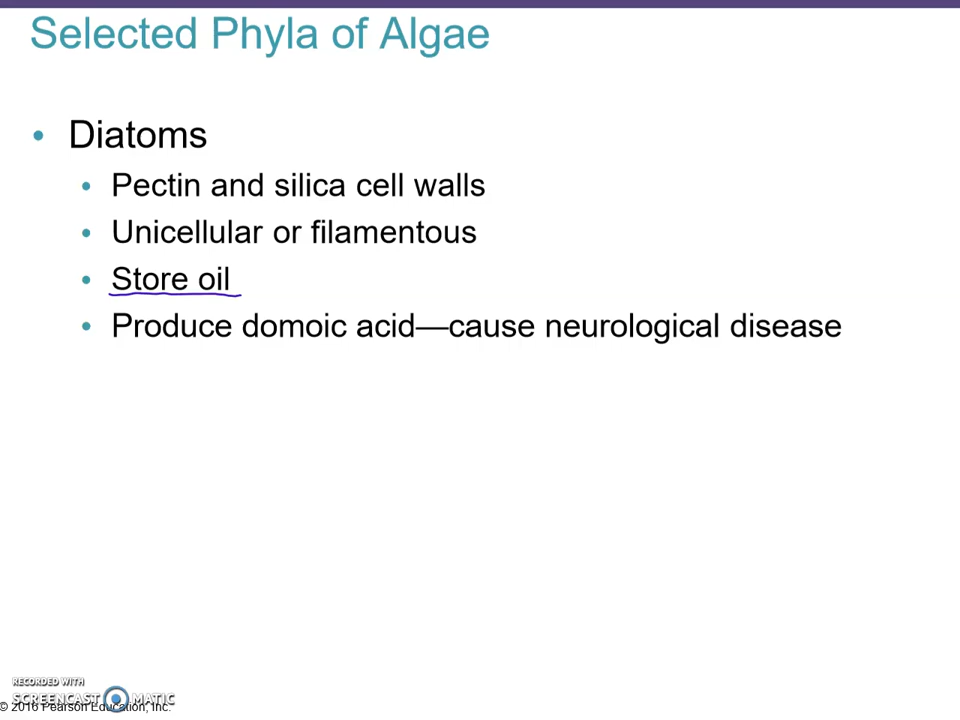 Selected Phyla of Algae
• Diatoms
• Pectin and silica cell walls
• Unicellular or filamentous
• Store oil
• Produce domoic acid—cause neurological disease
RECORDED WITH
SCREENCAST MATIC
© 2016 Pearson Education, Inc.